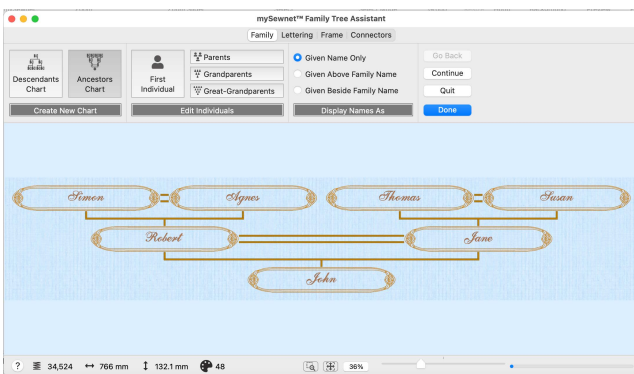 mySewnet™ Family Tree Assistant
Family Lettering Frame Connectors
Descendants Chart
Ancestors Chart
Create New Chart
First Individual
Parents
Grandparents
Great-Grandparents
Edit Individuals
Given Name Only
Given Above Family Name
Given Beside Family Name
Display Names As
Go Back
Continue
Quit
Done
Simon Agnes Thomas Susan
Robert Jane
John
? 34,524 766 mm 132.1 mm 48 36%